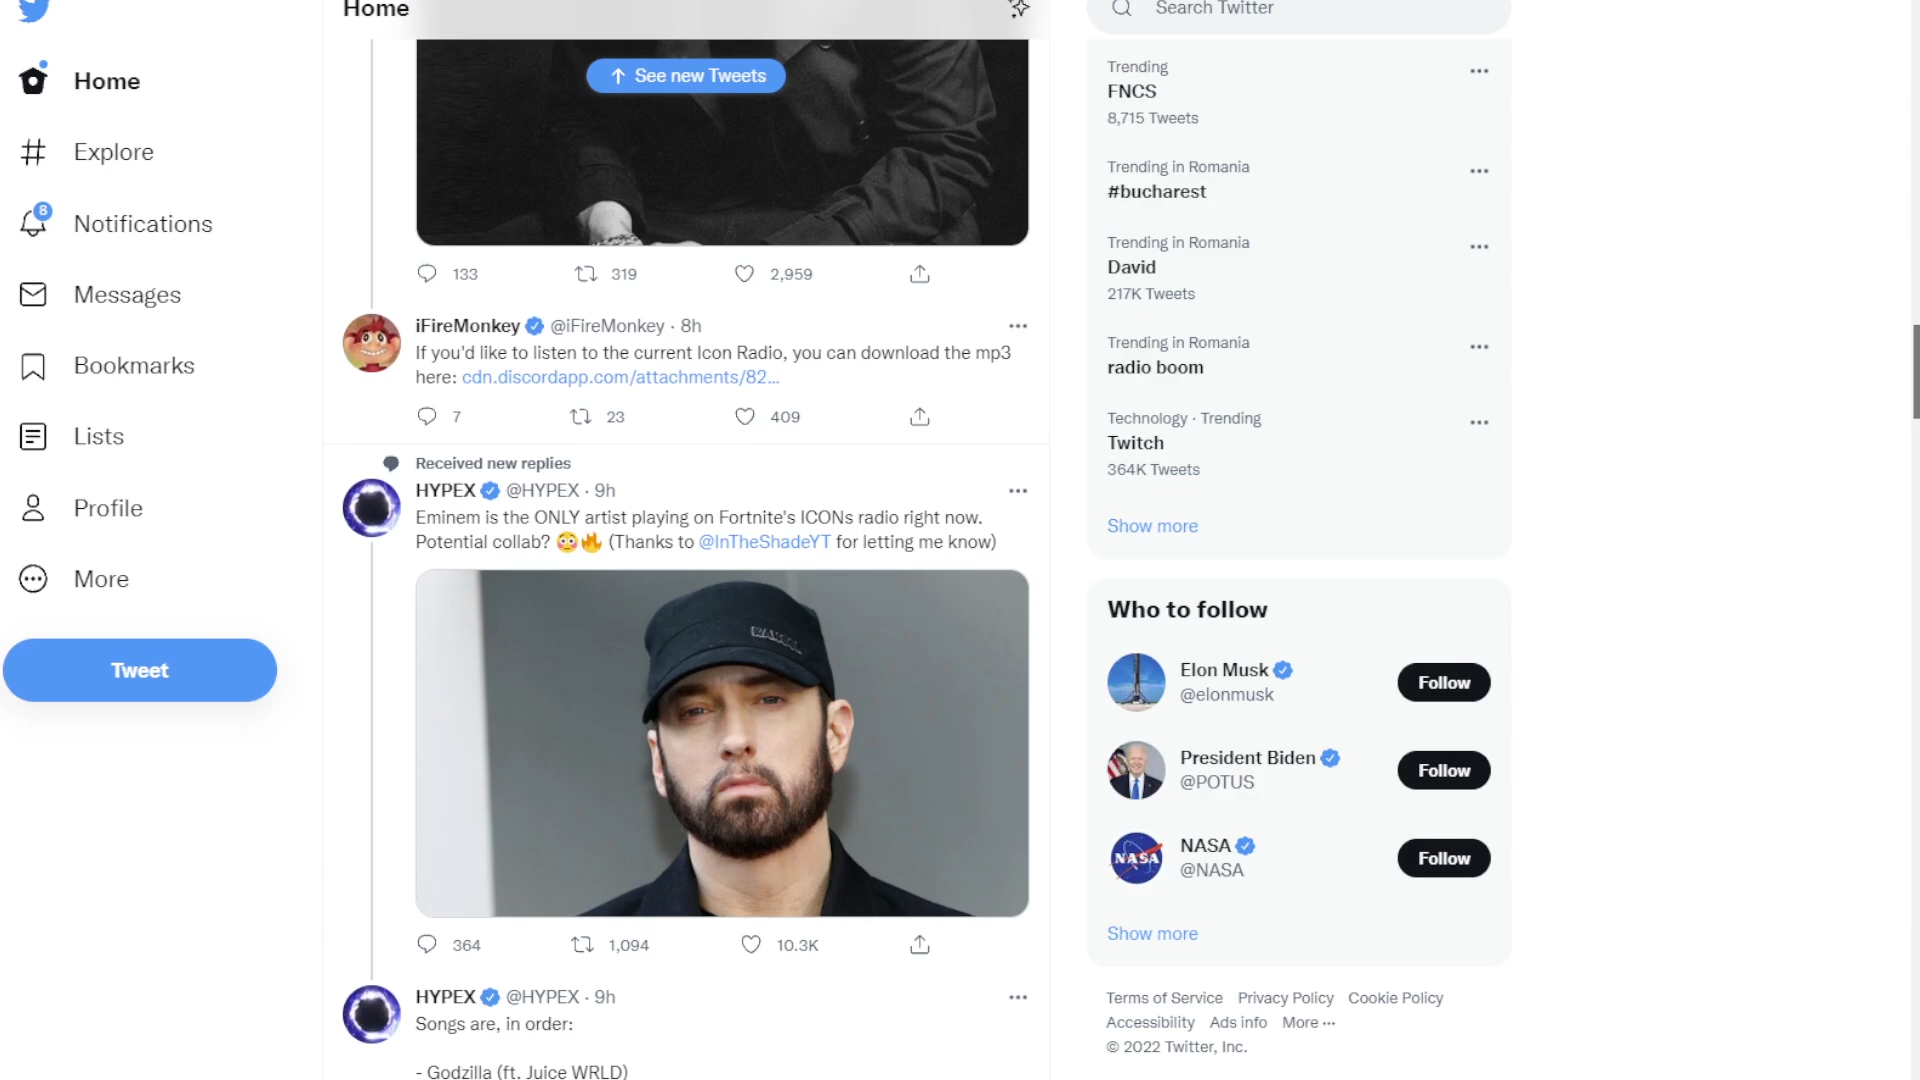 Home
Explore
8
Notifications
Messages
Bookmarks
Lists
Profile
More
Tweet
Home
See new Tweets
133 319 2,959
iFireMonkey @iFireMonkey · 8h
If you'd like to listen to the current Icon Radio, you can download the mp3
here: cdn.discordapp.com/attachments/82...
7 23 409
Received new replies
HYPEX @HYPEX · 9h
Eminem is the ONLY artist playing on Fortnite's ICONs radio right now.
Potential collab? 😳🔥 (Thanks to @InTheShadeYT for letting me know)
364 1,094 10.3K
HYPEX @HYPEX · 9h
Songs are, in order:
- Godzilla (ft. Juice WRLD)
Search Twitter
Trending
FNCS
8,715 Tweets
Trending in Romania
#bucharest
Trending in Romania
David
217K Tweets
Trending in Romania
radio boom
Technology · Trending
Twitch
364K Tweets
Show more
Who to follow
Elon Musk
@elonmusk
Follow
President Biden
@POTUS
Follow
NASA
NASA
@NASA
Follow
Show more
Terms of Service Privacy Policy Cookie Policy
Accessibility Ads info More ···
© 2022 Twitter, Inc.